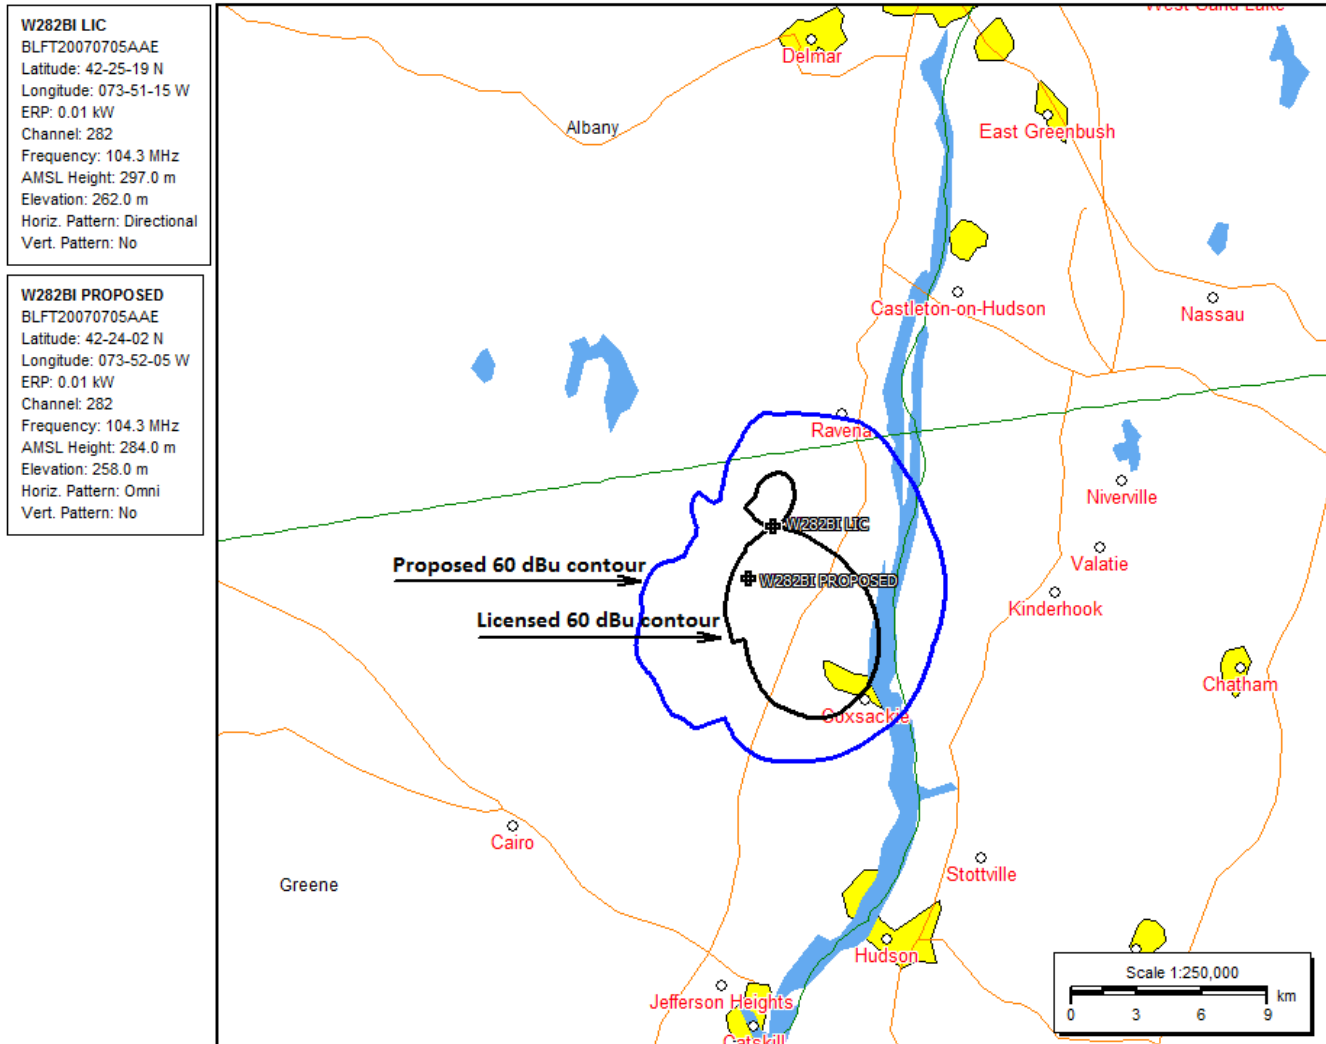 W282BI LIC
BLFT20070705AAE
Latitude: 42-25-19 N
Longitude: 073-51-15 W
ERP: 0.01 kW
Channel: 282
Frequency: 104.3 MHz
AMSL Height: 297.0 m
Elevation: 262.0 m
Horiz. Pattern: Directional
Vert. Pattern: No
W282BI PROPOSED
BLFT20070705AAE
Latitude: 42-24-02 N
Longitude: 073-52-05 W
ERP: 0.01 kW
Channel: 282
Frequency: 104.3 MHz
AMSL Height: 284.0 m
Elevation: 258.0 m
Horiz. Pattern: Omni
Vert. Pattern: No
West Sand Lake
Delmar
Albany
East Greenbush
Castleton-on-Hudson
Nassau
Ravena
Niverville
W282BI LIC
Valatie
Proposed 60 dBu contour
W282BI PROPOSED
Kinderhook
Licensed 60 dBu contour
Chatham
Coxsackie
Cairo
Stottville
Greene
Hudson
Jefferson Heights
Catskill
Scale 1:250,000
km
0 3 6 9